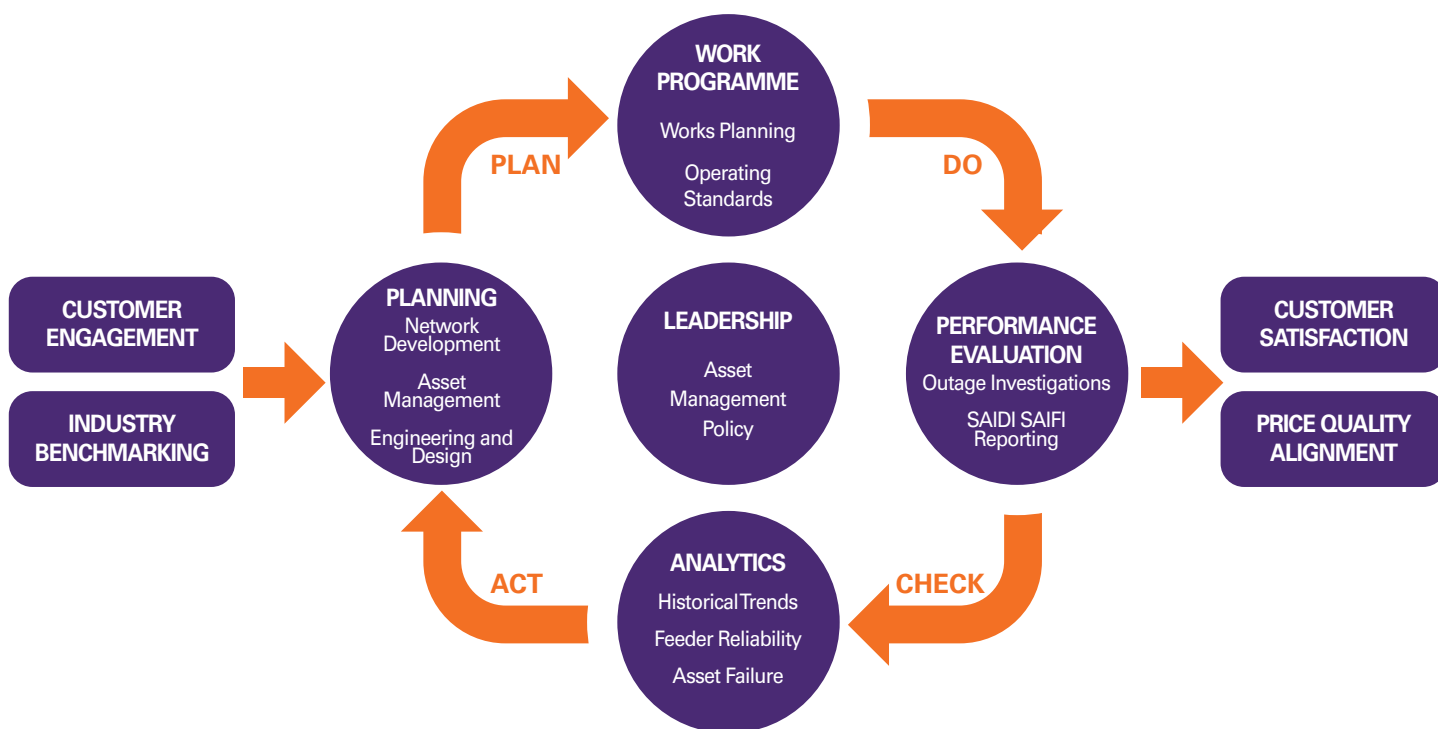 WORK
PROGRAMME
Works Planning
Operating
Standards
PLAN
DO
CUSTOMER
ENGAGEMENT
INDUSTRY
BENCHMARKING
PLANNING
Network
Development
Asset
Management
Engineering and
Design
LEADERSHIP
Asset
Management
Policy
PERFORMANCE
EVALUATION
Outage Investigations
SAIDI SAIFI
Reporting
CUSTOMER
SATISFACTION
PRICE QUALITY
ALIGNMENT
ACT
CHECK
ANALYTICS
Historical Trends
Feeder Reliability
Asset Failure